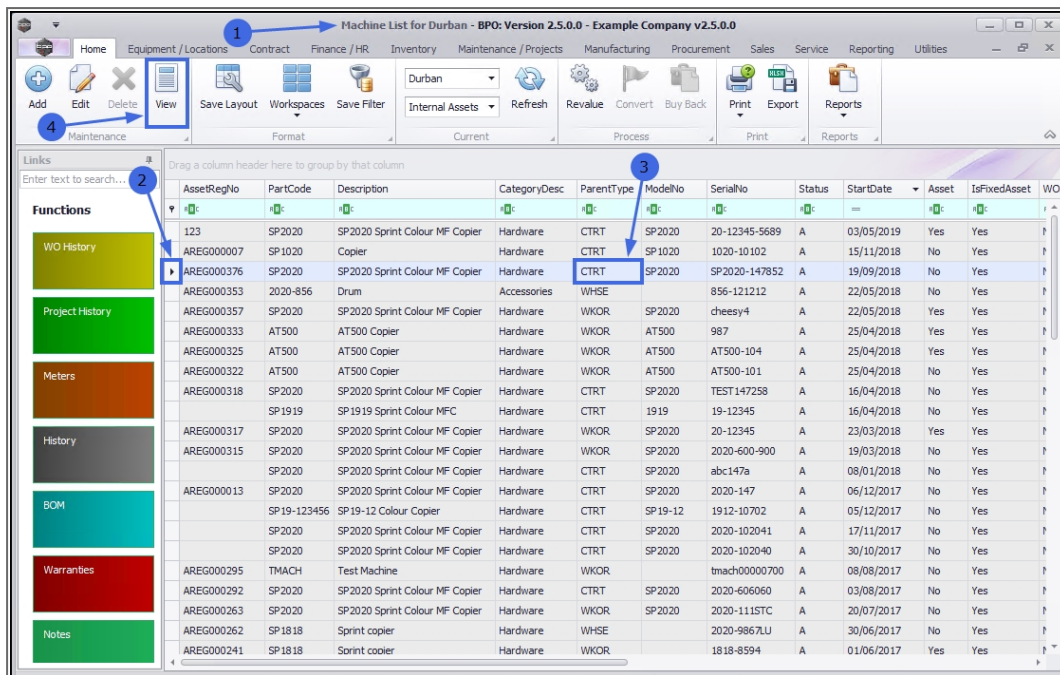 Machine List for Durban - BPO: Version 2.5.0.0 - Example Company v2.5.0.0
1
Home Equipment / Locations Contract Finance / HR Inventory Maintenance / Projects Manufacturing Procurement Sales Service Reporting Utilities
Durban
Add Edit Delete View Save Layout Workspaces Save Filter Internal Assets Refresh Revalue Convert Buy Back Print Export Reports
4
Maintenance Format Current Process Print Reports
Links
Drag a column header here to group by that column
Enter text to search...
2
3
AssetRegNo PartCode Description CategoryDesc ParentType ModelNo SerialNo Status StartDate Asset IsFixedAsset WO
Functions
123 SP2020 SP2020 Sprint Colour MF Copier Hardware CTRT SP2020 20-12345-5689 A 03/05/2019 Yes Yes
WO History
AREG000007 SP1020 Copier Hardware CTRT SP1020 1020-10102 A 15/11/2018 No Yes
AREG000376 SP2020 SP2020 Sprint Colour MF Copier Hardware CTRT SP2020 SP2020-147852 A 19/09/2018 No Yes
AREG000353 2020-856 Drum Accessories WHSE 856-121212 A 22/05/2018 No Yes
Project History
AREG000357 SP2020 SP2020 Sprint Colour MF Copier Hardware WKOR SP2020 cheesy4 A 22/05/2018 Yes Yes
AREG000333 AT500 AT500 Copier Hardware WKOR AT500 987 A 25/04/2018 Yes Yes
AREG000325 AT500 AT500 Copier Hardware WKOR AT500 AT500-104 A 25/04/2018 Yes Yes
Meters
AREG000322 AT500 AT500 Copier Hardware WKOR AT500 AT500-101 A 25/04/2018 No Yes
AREG000318 SP2020 SP2020 Sprint Colour MF Copier Hardware CTRT SP2020 TEST147258 A 16/04/2018 No Yes
SP1919 SP1919 Sprint Colour MFC Hardware CTRT 1919 19-12345 A 16/04/2018 No Yes
AREG000317 SP2020 SP2020 Sprint Colour MF Copier Hardware CTRT SP2020 20-12345 A 23/03/2018 Yes Yes
History
AREG000315 SP2020 SP2020 Sprint Colour MF Copier Hardware WKOR SP2020 2020-600-900 A 19/03/2018 No Yes
SP2020 SP2020 Sprint Colour MF Copier Hardware CTRT SP2020 abc147a A 08/01/2018 No Yes
AREG000013 SP2020 SP2020 Sprint Colour MF Copier Hardware CTRT SP2020 2020-147 A 06/12/2017 No Yes
BOM
SP19-123456 SP19-12 Colour Copier Hardware CTRT SP19-12 1912-10702 A 05/12/2017 No Yes
SP2020 SP2020 Sprint Colour MF Copier Hardware CTRT SP2020 2020-102041 A 17/11/2017 No Yes
SP2020 SP2020 Sprint Colour MF Copier Hardware CTRT SP2020 2020-102040 A 30/10/2017 No Yes
Warranties
AREG000295 TMACH Test Machine Hardware WKOR tmach00000700 A 08/08/2017 No Yes
AREG000292 SP2020 SP2020 Sprint Colour MF Copier Hardware CTRT SP2020 2020-606060 A 03/08/2017 No Yes
AREG000263 SP2020 SP2020 Sprint Colour MF Copier Hardware WKOR SP2020 2020-111STC A 20/07/2017 No Yes
Notes
AREG000262 SP1818 Sprint copier Hardware WHSE 2020-9867LU A 30/06/2017 No Yes
AREG000241 SP1818 Sprint copier Hardware WKOR 1818-8594 A 01/06/2017 Yes Yes